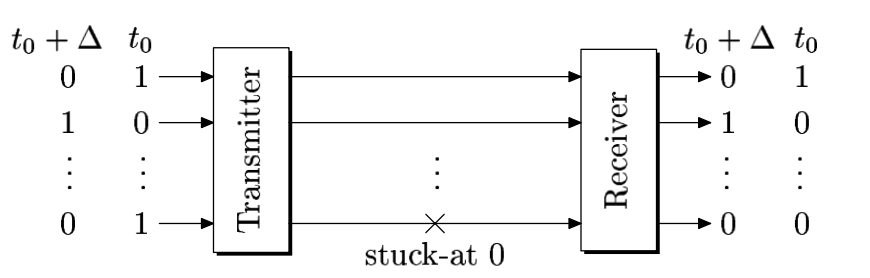 t₀ + Δ t₀ t₀ + Δ t₀
0 1 0 1
1 0 1 0
⋮ ⋮ ⋮ ⋮ ⋮
0 1 0 0
Transmitter
Receiver
stuck-at 0